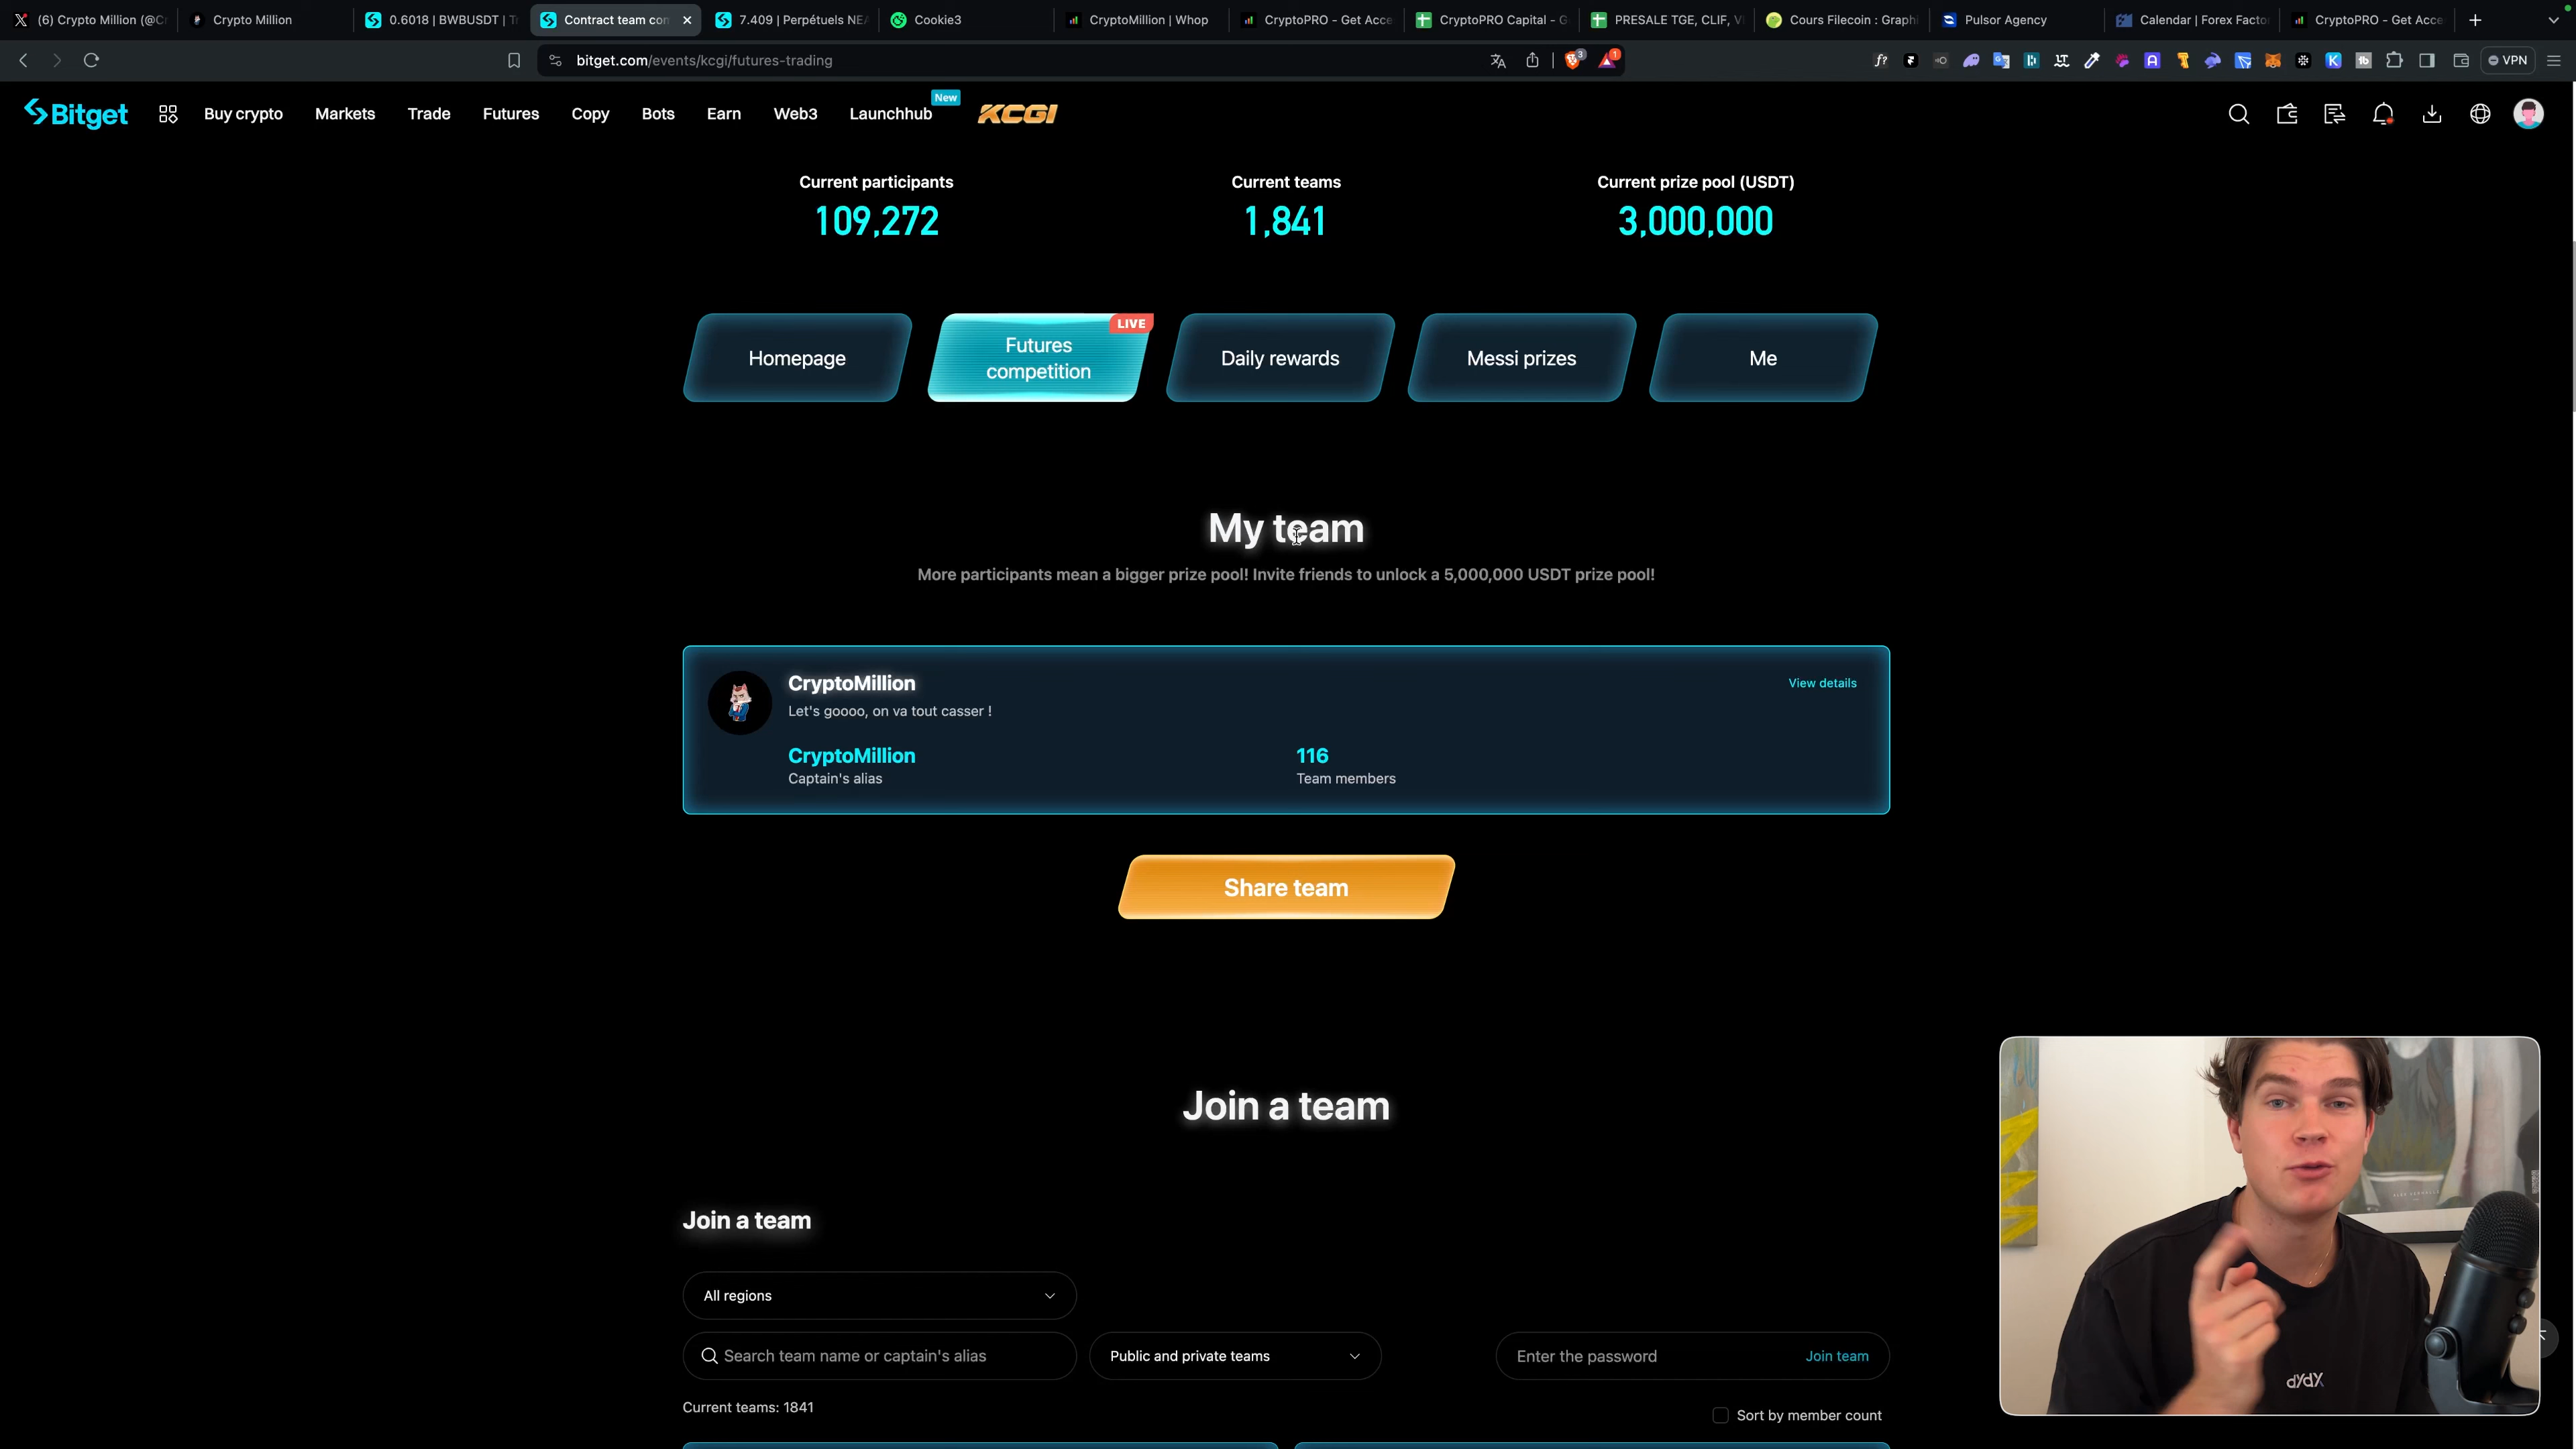 (6) Crypto Million (@C
Crypto Million
0.6018 | BWBUSDT | T
Contract team con
7.409 | Perpétuels NEA
Cookie3
CryptoMillion | Whop
CryptoPRO - Get Acce
CryptoPRO Capital - G
PRESALE TGE, CLIF, V
Cours Filecoin : Graphi
Pulsor Agency
Calendar | Forex Factor
CryptoPRO - Get Acce
bitget.com/events/kcgi/futures-trading
3
1
VPN
Bitget
Buy crypto
Markets
Trade
Futures
Copy
Bots
Earn
Web3
Launchhub
New
KCGI
Current participants
109,272
Current teams
1,841
Current prize pool (USDT)
3,000,000
Homepage
Futures
competition
LIVE
Daily rewards
Messi prizes
Me
My team
More participants mean a bigger prize pool! Invite friends to unlock a 5,000,000 USDT prize pool!
CryptoMillion
View details
Let's goooo, on va tout casser !
CryptoMillion
116
Captain's alias
Team members
Share team
Join a team
Join a team
All regions
Search team name or captain's alias
Public and private teams
Enter the password
Join team
Current teams: 1841
Sort by member count
dYdX